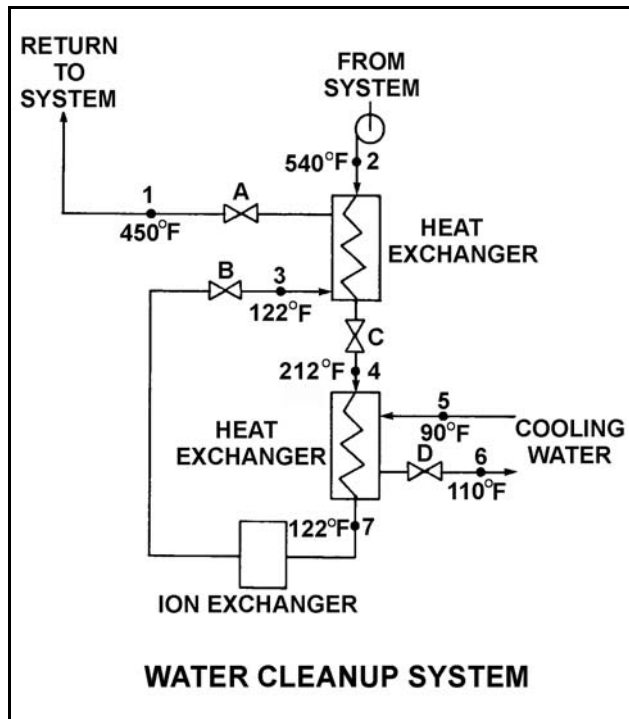 RETURN
TO
SYSTEM
FROM
SYSTEM
540°F 2
1
A
450°F
HEAT
EXCHANGER
B
3
122°F
C
212°F 4
5
90°F
HEAT
EXCHANGER
COOLING
WATER
D
6
110°F
122°F 7
ION EXCHANGER
WATER CLEANUP SYSTEM